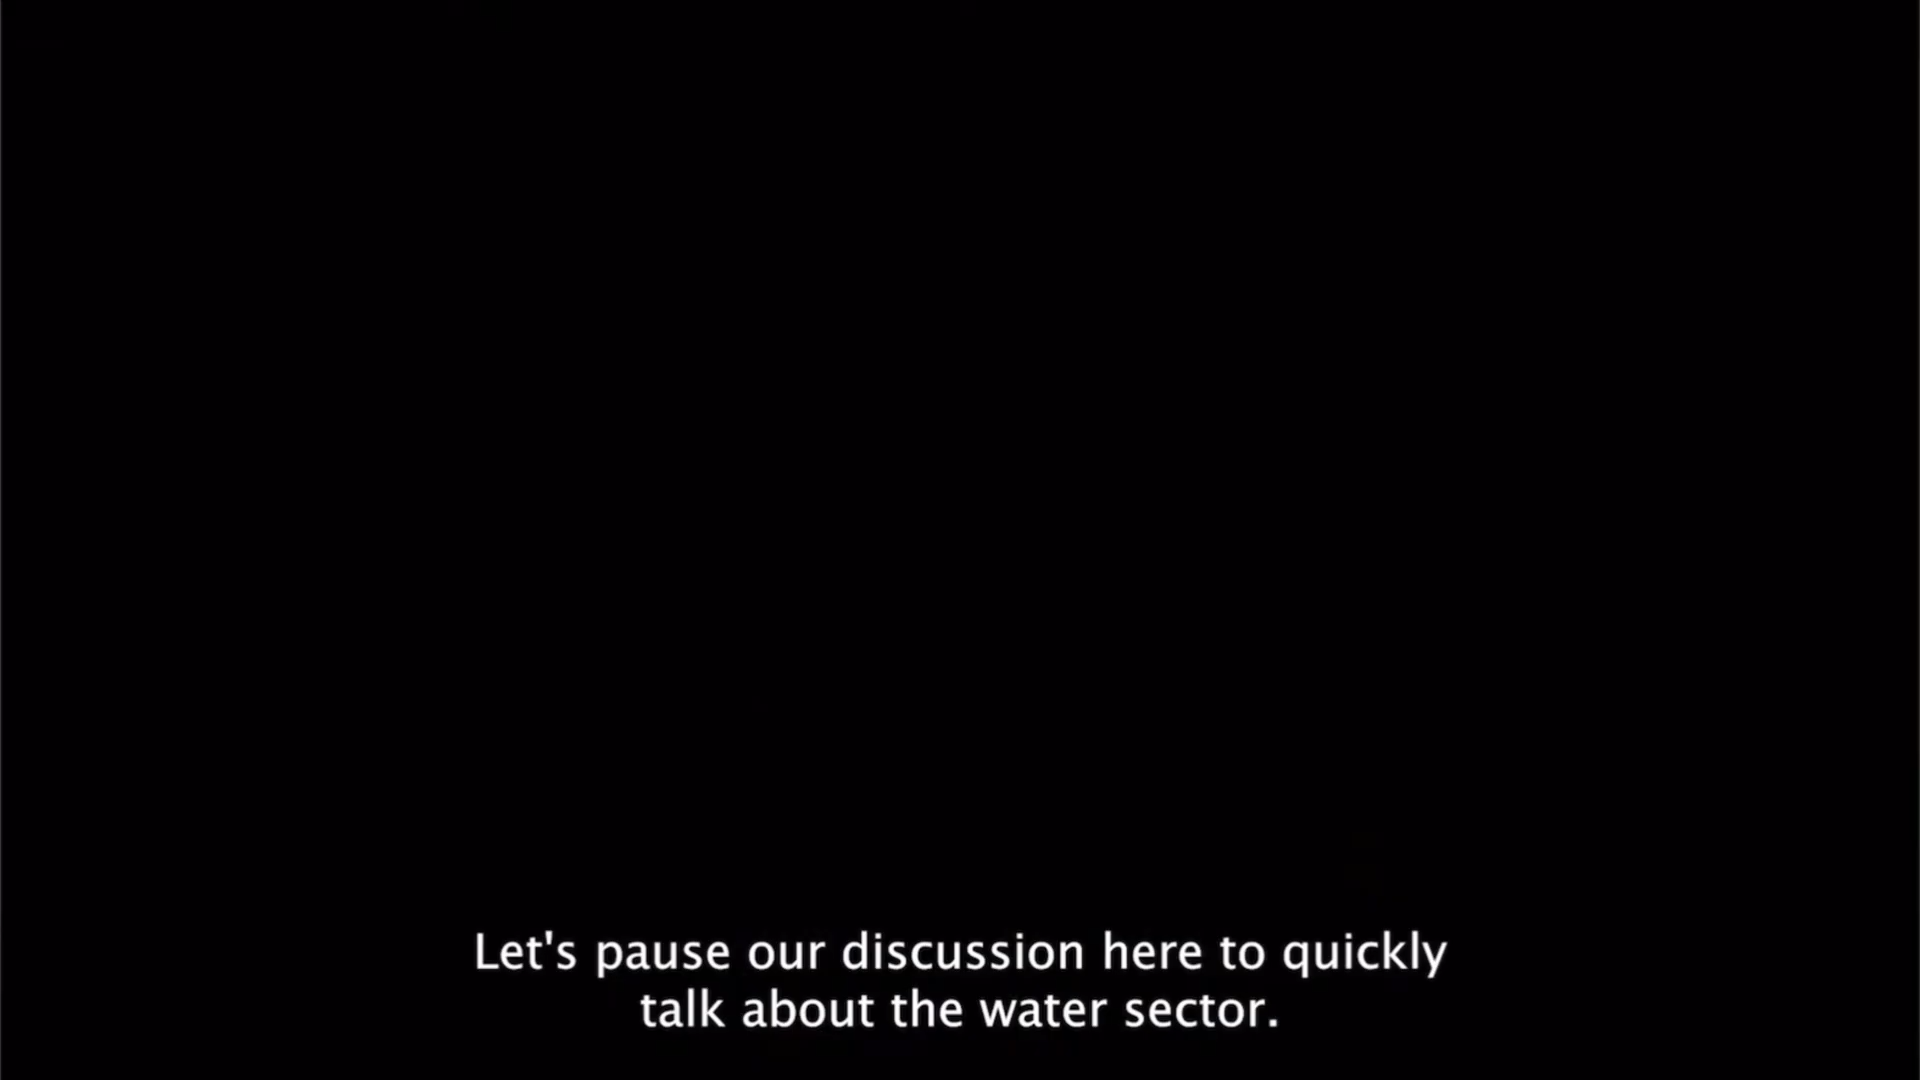 Let's pause our discussion here to quickly
talk about the water sector.